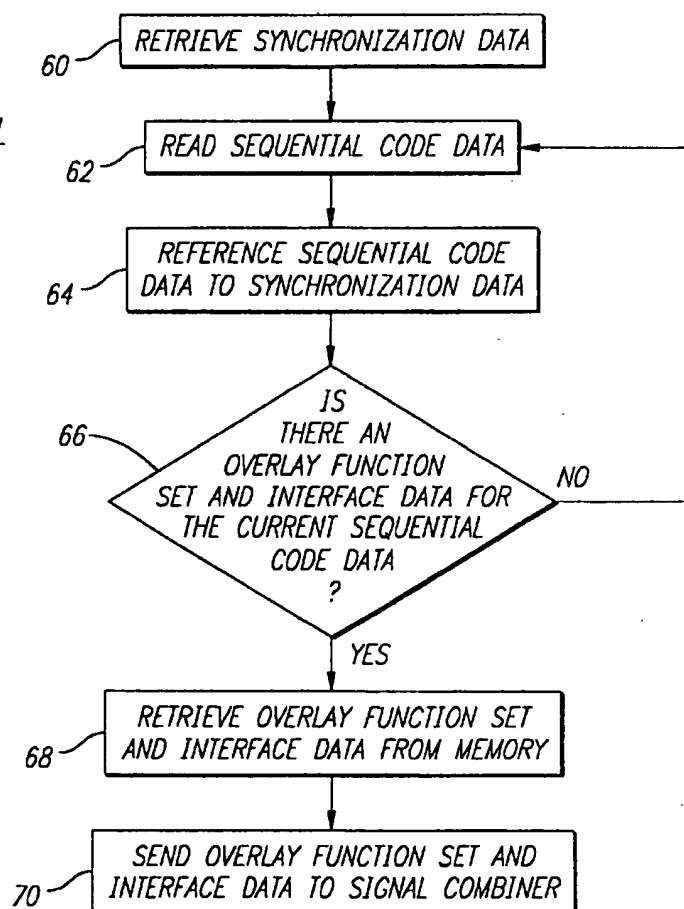 RETRIEVE SYNCHRONIZATION DATA
60
READ SEQUENTIAL CODE DATA
62
REFERENCE SEQUENTIAL CODE
DATA TO SYNCHRONIZATION DATA
64
IS
THERE AN
OVERLAY FUNCTION
SET AND INTERFACE DATA FOR
THE CURRENT SEQUENTIAL
CODE DATA
?
66
NO
YES
RETRIEVE OVERLAY FUNCTION SET
AND INTERFACE DATA FROM MEMORY
68
SEND OVERLAY FUNCTION SET AND
INTERFACE DATA TO SIGNAL COMBINER
70